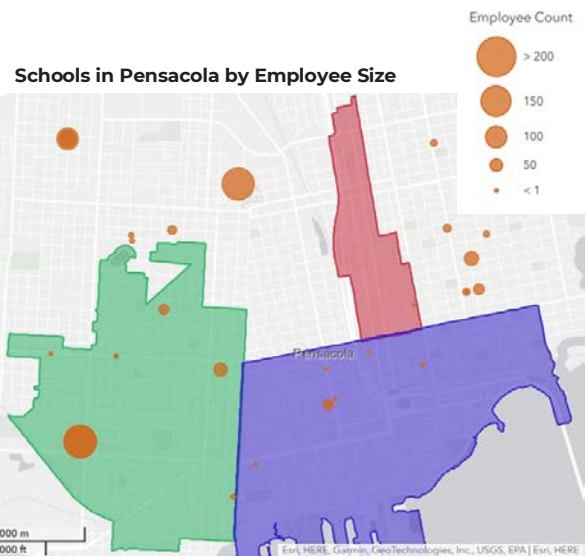 Employee Count
> 200
150
100
50
< 1
Schools in Pensacola by Employee Size
Pensacola
000 m
000 ft
Esri, HERE, Garmin, GeoTechnologies, Inc., USGS, EPA | Esri, HERE